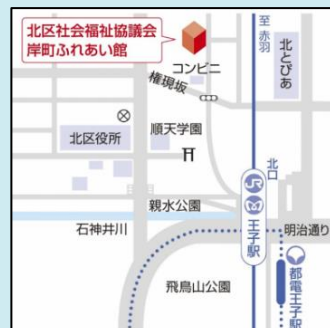 北区社会福祉協議会
岸町ふれあい館
至 赤羽
北とぴあ
コンビニ
権現坂
北区役所
順天学園
北口
JR
M
王子駅
親水公園
石神井川
明治通り
都電王子駅
飛鳥山公園